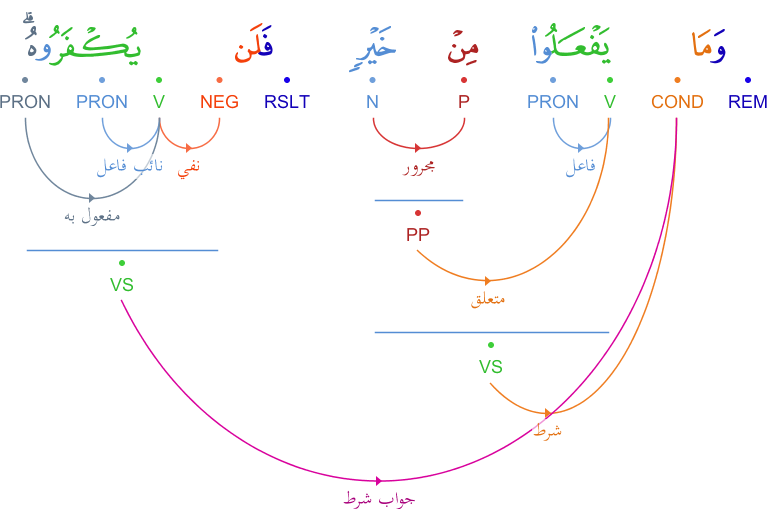 وَمَا يَفْعَلُوا۟ مِنْ خَيْرٍۢ فَلَن يُكْفَرُوهُ ۗ
PRON PRON V NEG RSLT N P PRON V COND REM
نائب فاعل نفي مجرور فاعل
مفعول به
PP
VS
متعلق
VS
شرط
جواب شرط